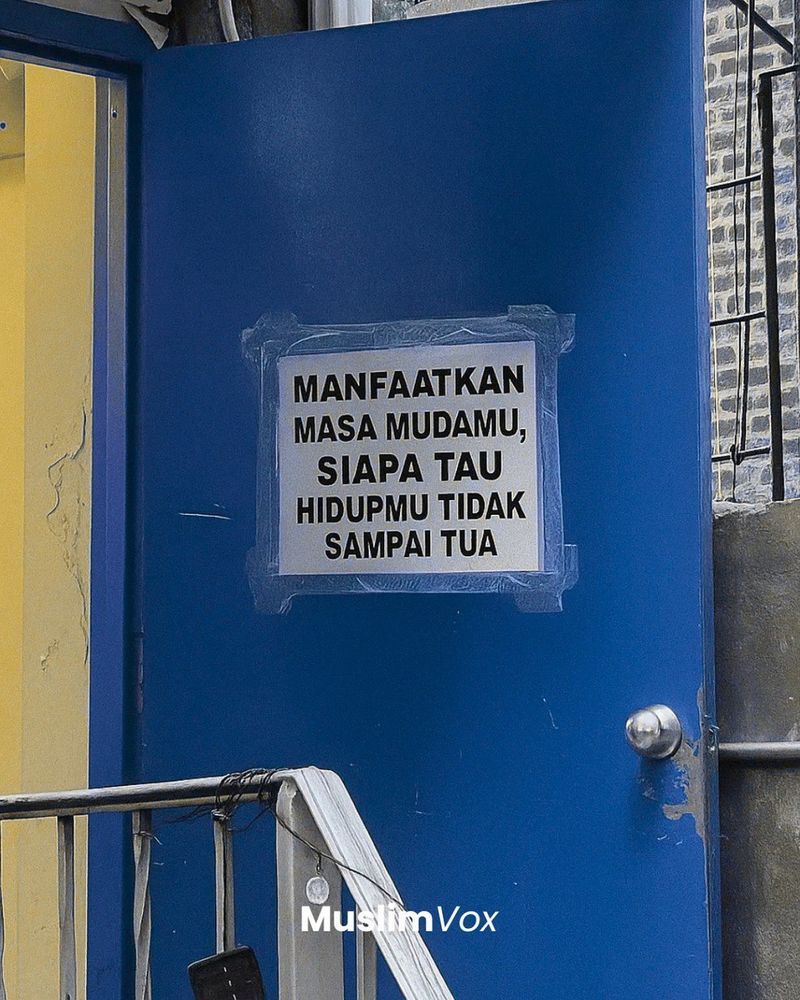 MANFAATKAN
MASA MUDAMU,
SIAPA TAU
HIDUPMU TIDAK
SAMPAI TUA
MuslimVox